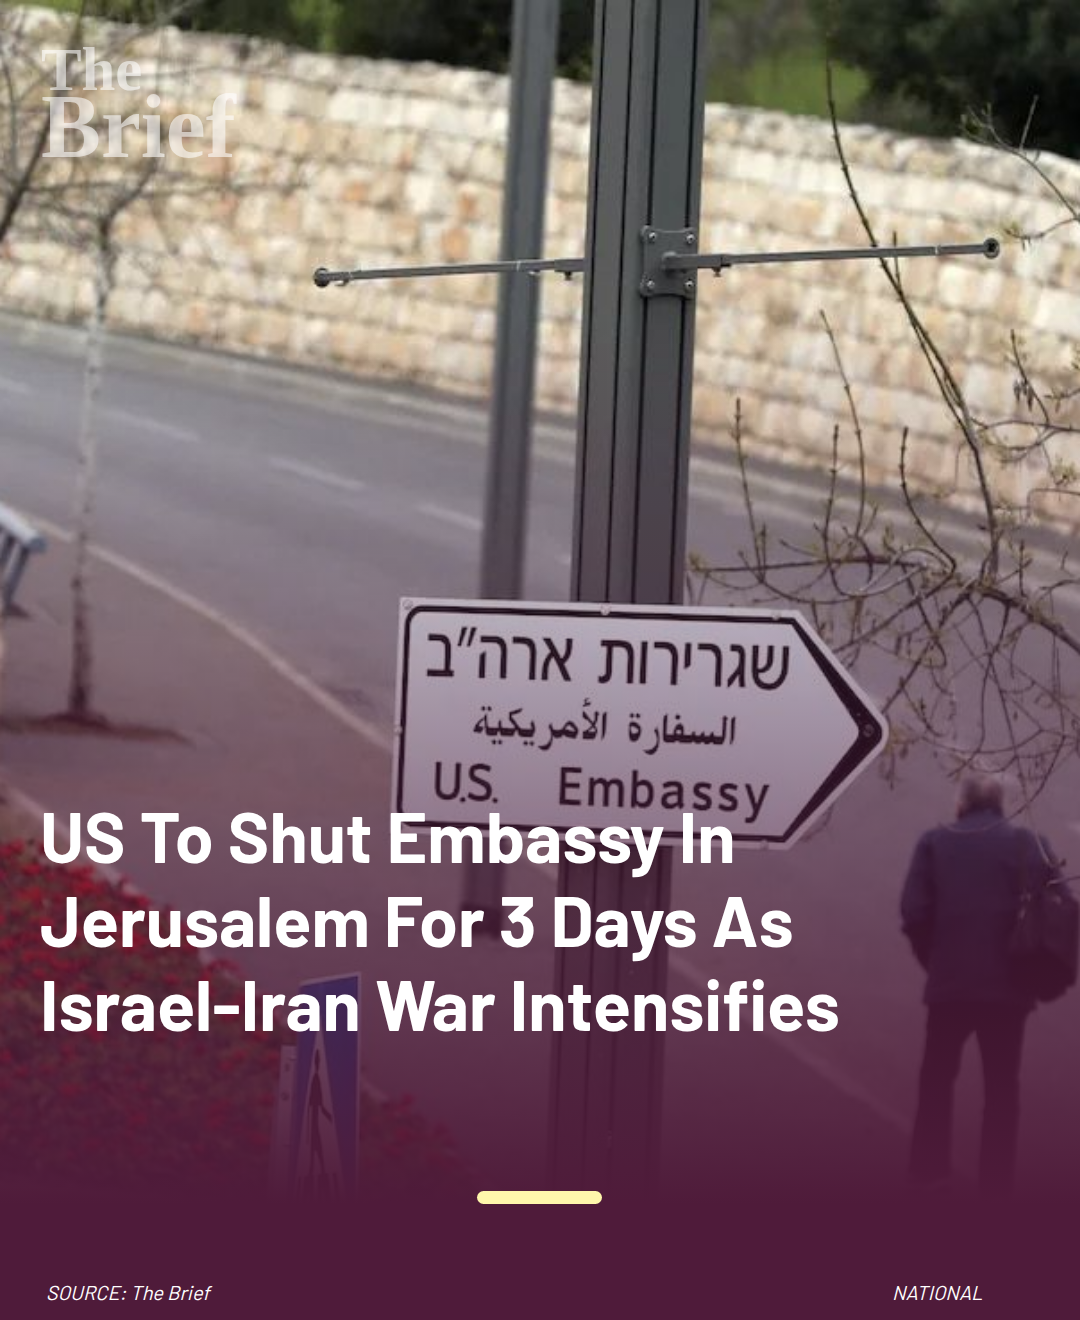 The
Brief
שגרירות ארה"ב
السفارة الأمريكية
U.S. Embassy
US To Shut Embassy In
Jerusalem For 3 Days As
Israel-Iran War Intensifies
SOURCE: The Brief
NATIONAL